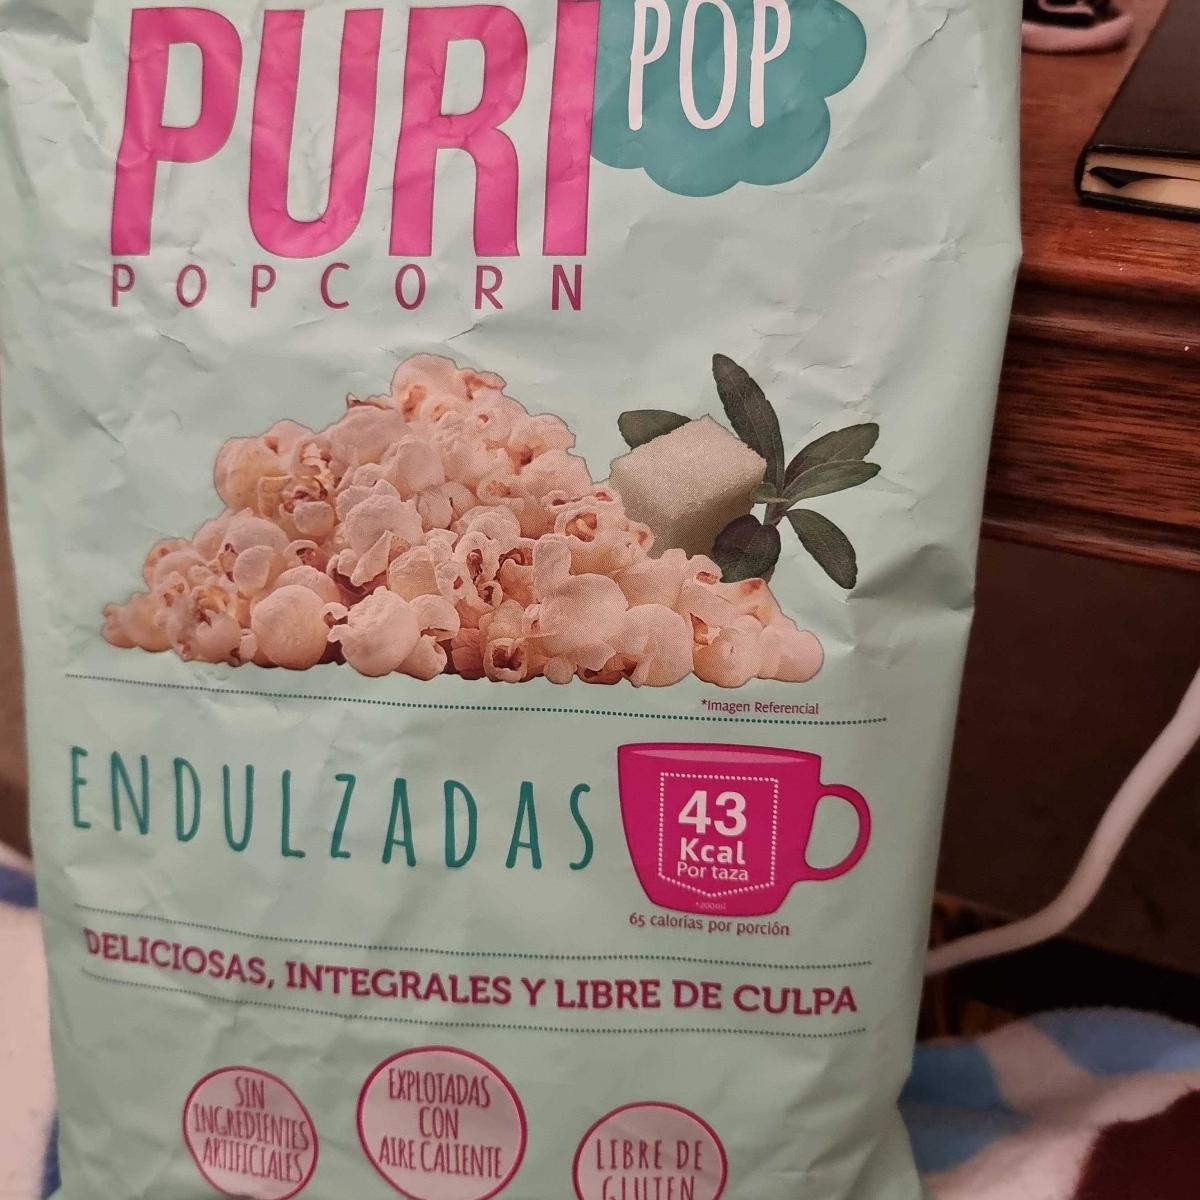 PURI POP
POPCORN
*Imagen Referencial
ENDULZADAS
43
Kcal
Por taza
*200ml
65 calorías por porción
DELICIOSAS, INTEGRALES Y LIBRE DE CULPA
SIN
INGREDIENTES
ARTIFICIALES
EXPLOTADAS
CON
AIRE CALIENTE
LIBRE DE
GLUTEN